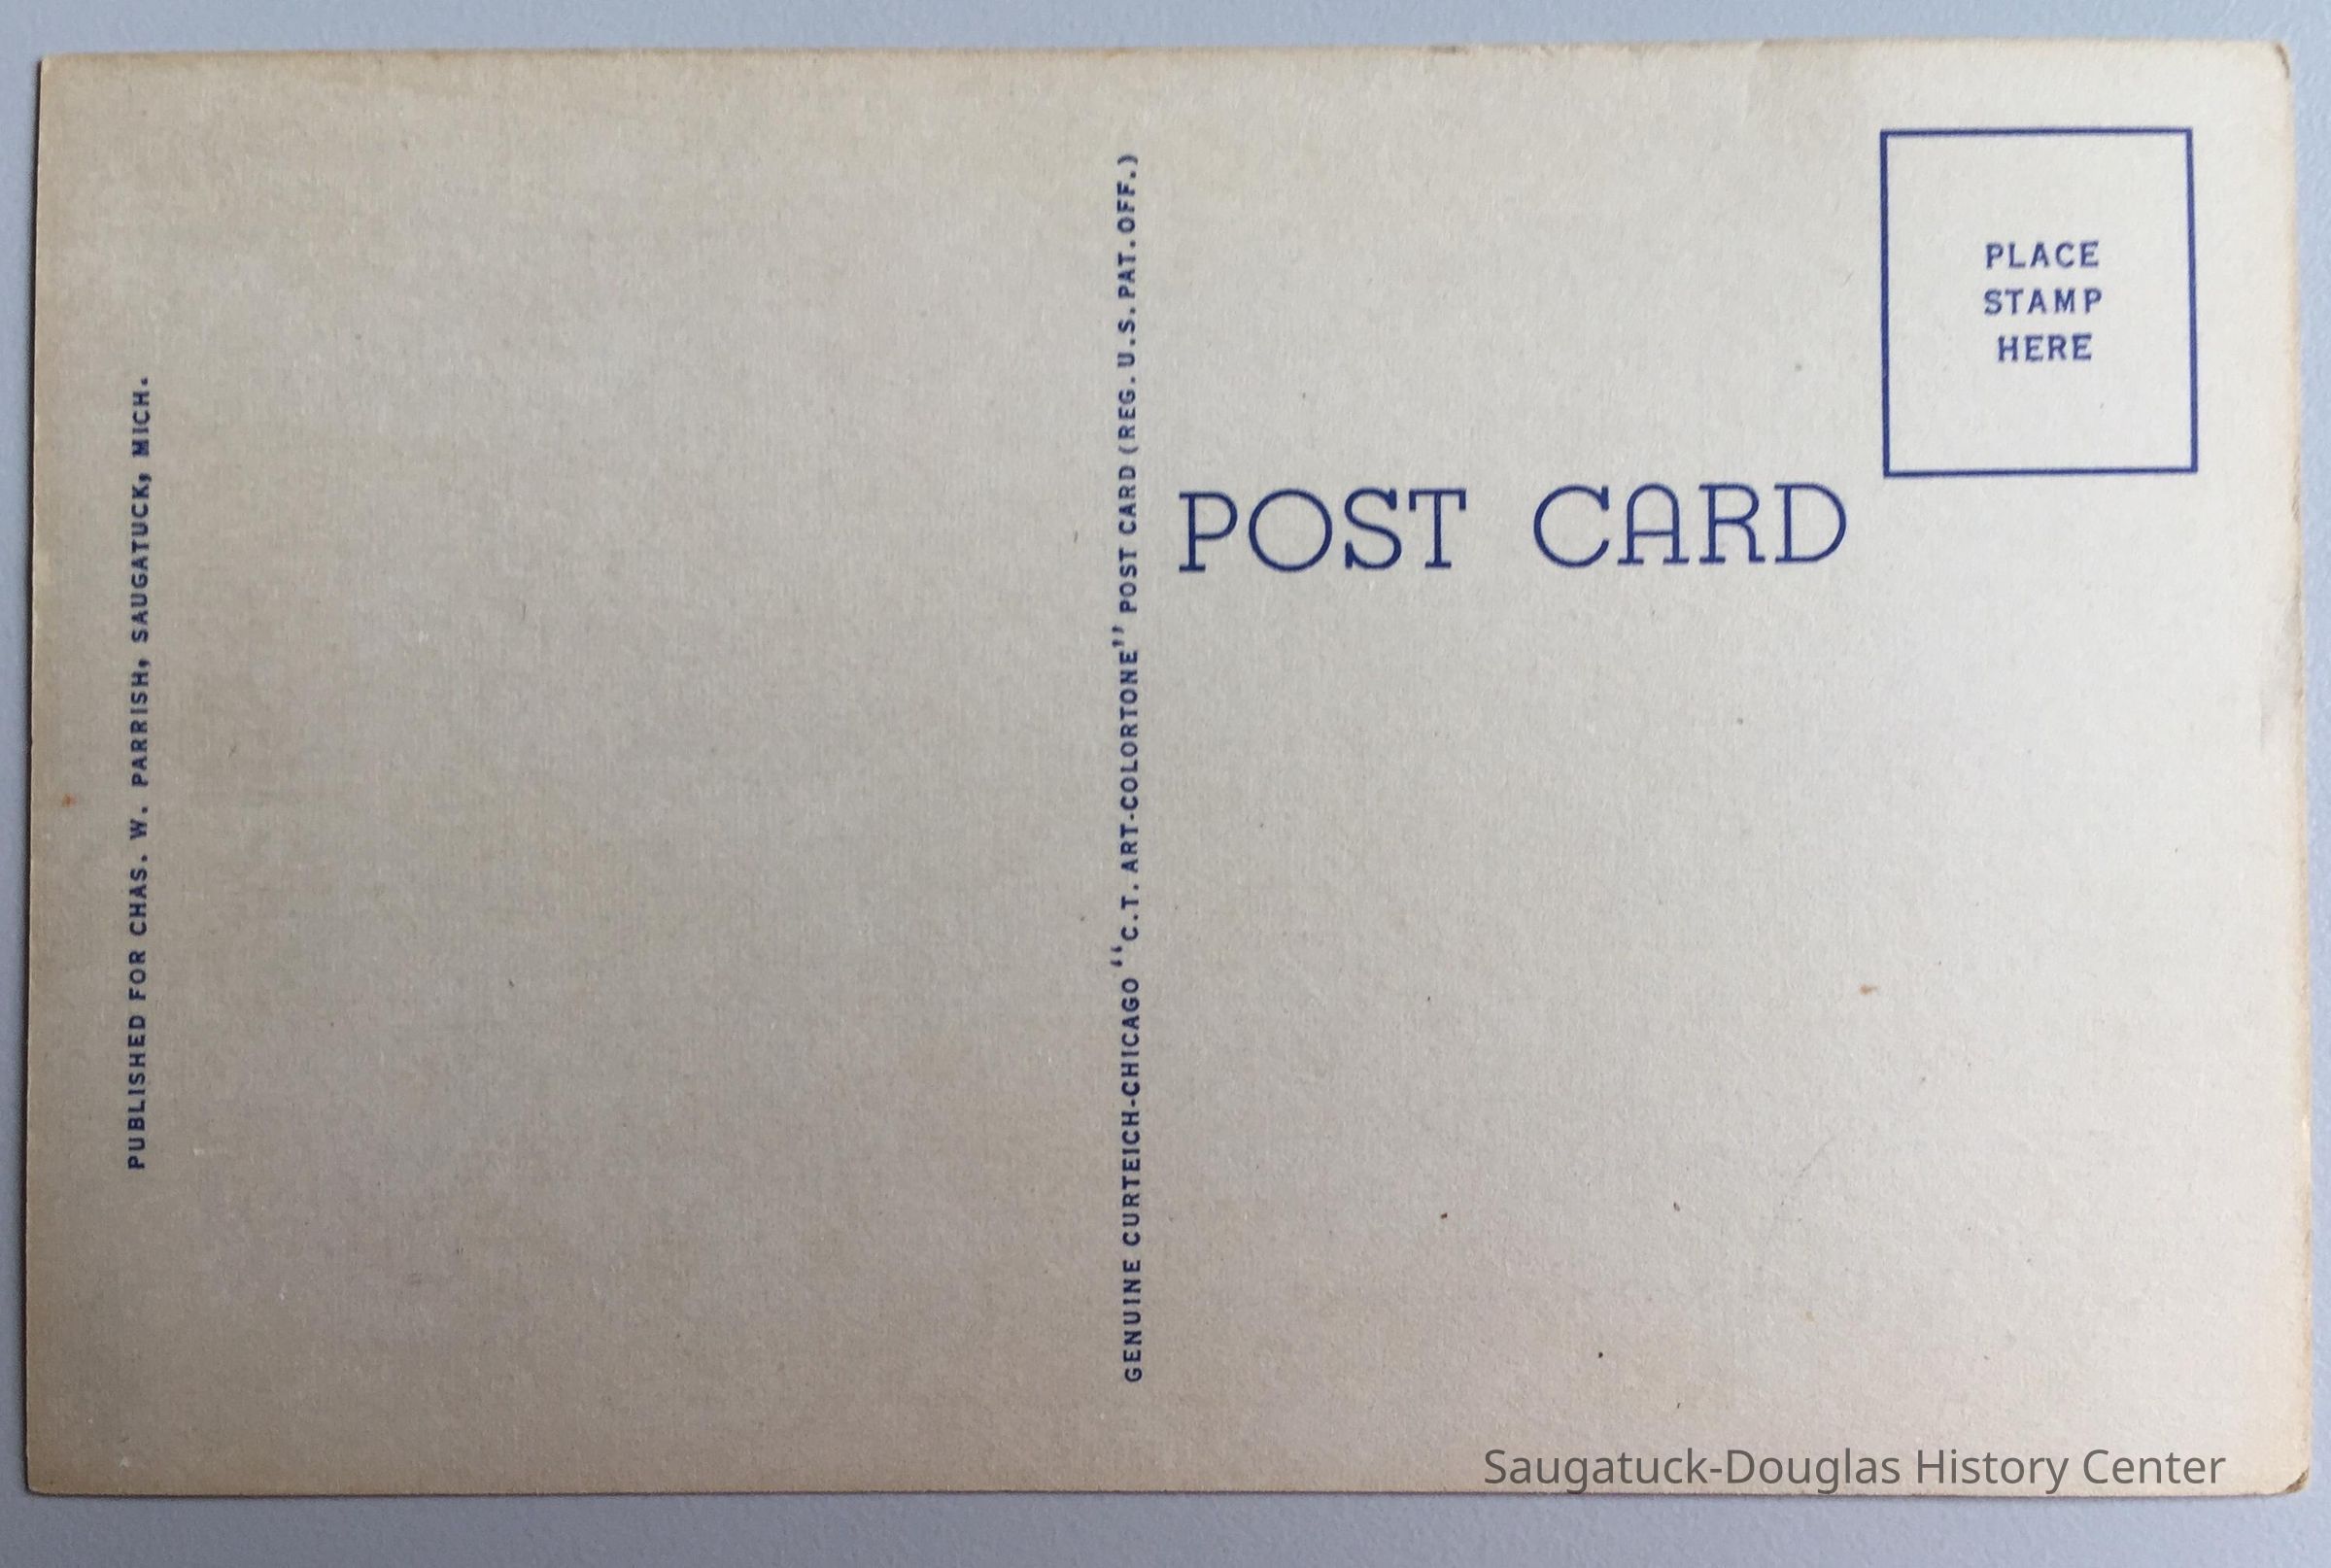 PUBLISHED FOR CHAS. W. PARRISH, SAUGATUCK, MICH.
GENUINE CURTEICH-CHICAGO "C.T. ART-COLORTONE" POST CARD (REG. U.S. PAT. OFF.)
PLACE
STAMP
HERE
POST CARD
Saugatuck-Douglas History Center